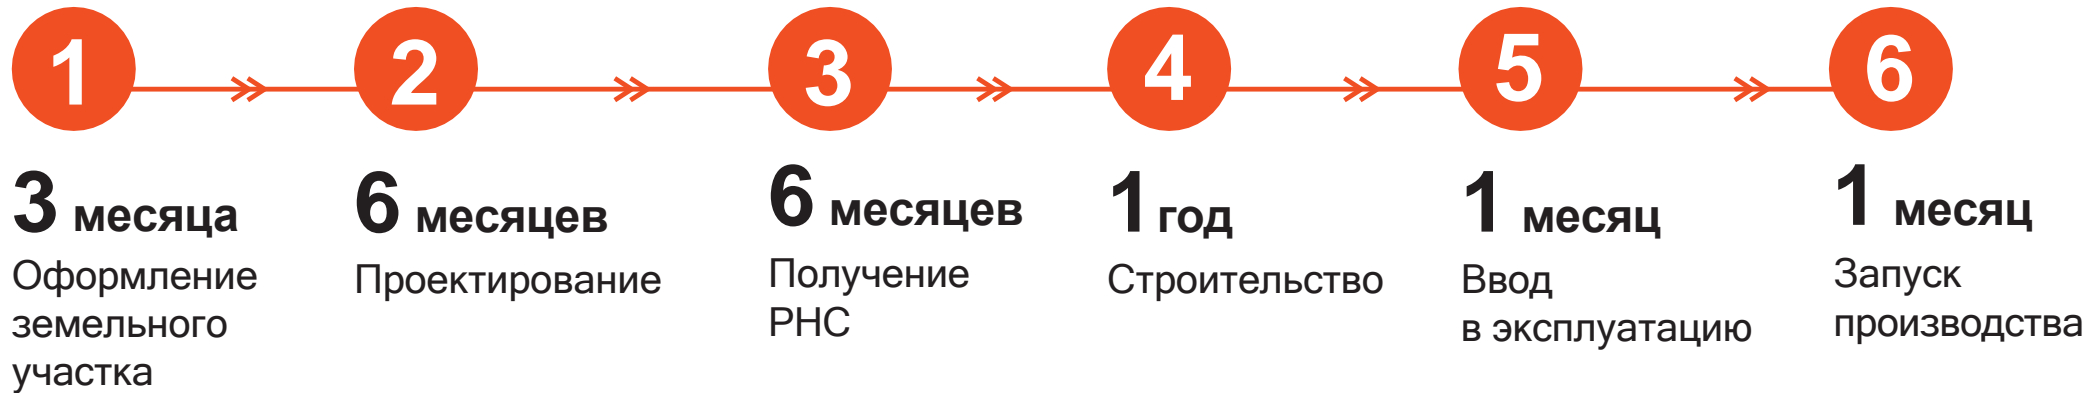 1
2
3
4
5
6
3 месяца
Оформление
земельного
участка
6 месяцев
Проектирование
6 месяцев
Получение
РНС
1 год
Строительство
1 месяц
Ввод
в эксплуатацию
1 месяц
Запуск
производства